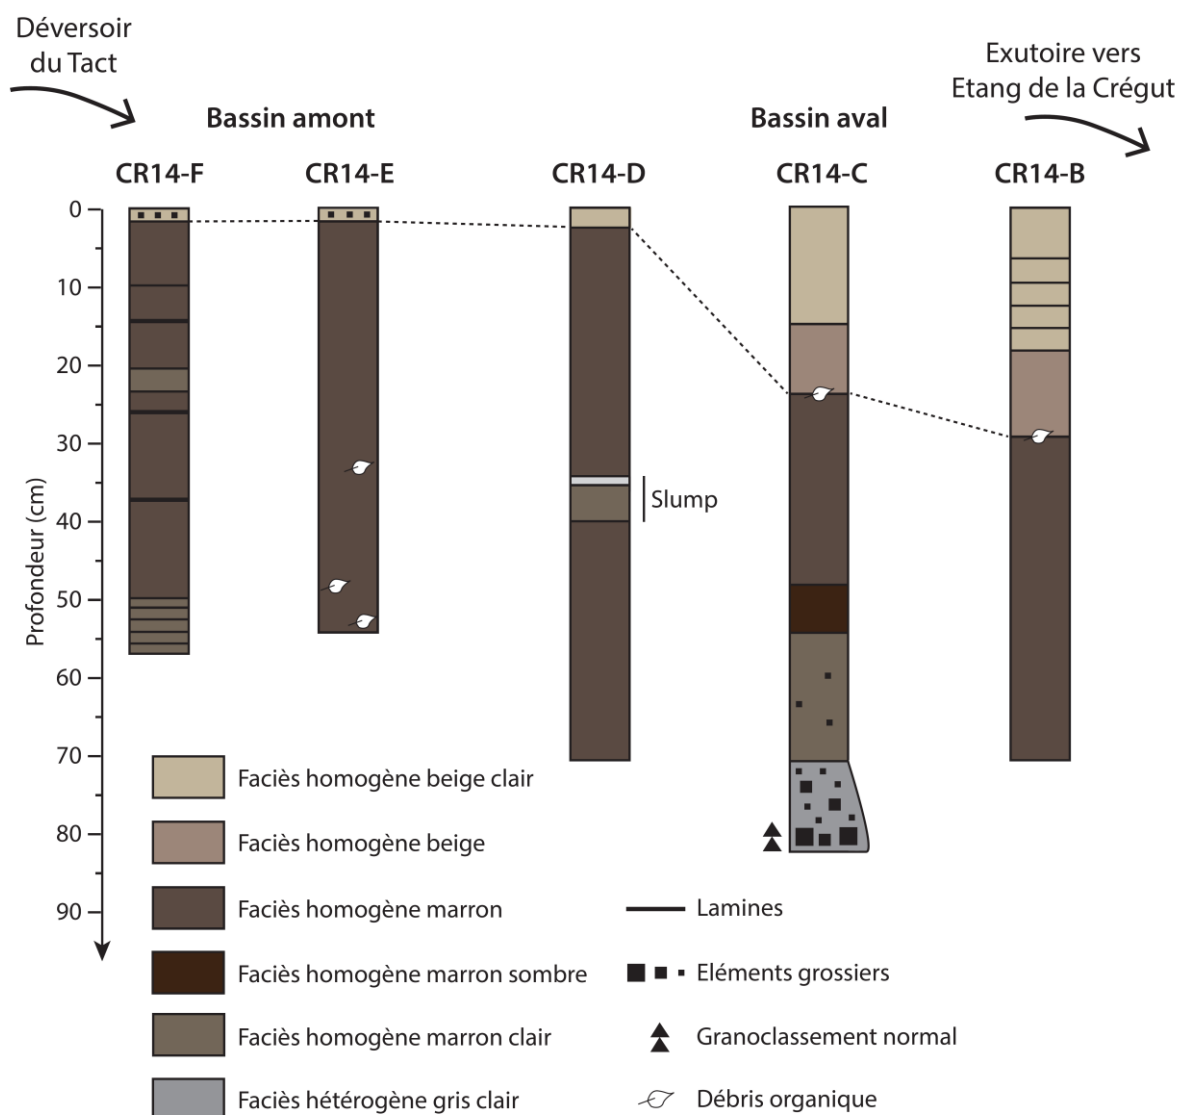 Déversoir
du Tact
Exutoire vers
Etang de la Crégut
Bassin amont
Bassin aval
CR14-F
CR14-E
CR14-D
CR14-C
CR14-B
Profondeur (cm)
0
10
20
30
40
50
60
70
80
90
Slump
Faciès homogène beige clair
Faciès homogène beige
Faciès homogène marron
Faciès homogène marron sombre
Faciès homogène marron clair
Faciès hétérogène gris clair
Lamines
Eléments grossiers
Granoclassement normal
Débris organique